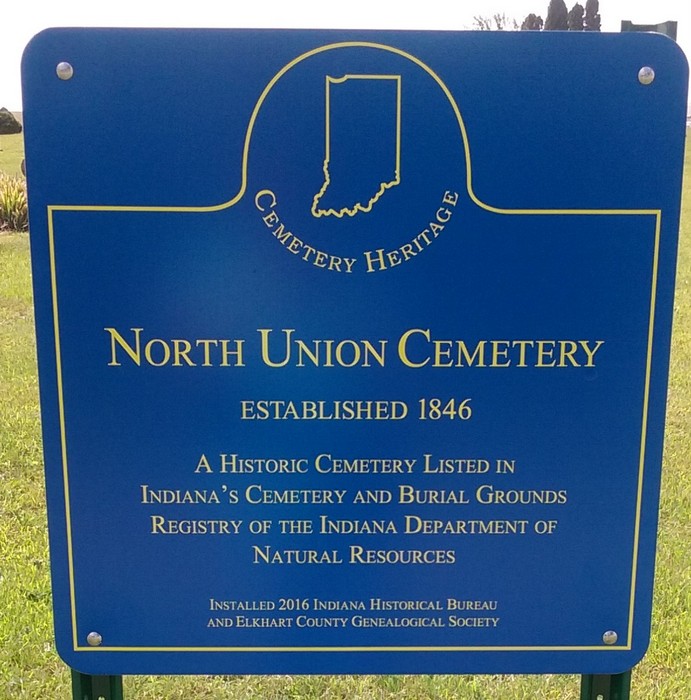 CEMETERY HERITAGE
NORTH UNION CEMETERY
ESTABLISHED 1846
A HISTORIC CEMETERY LISTED IN
INDIANA'S CEMETERY AND BURIAL GROUNDS
REGISTRY OF THE INDIANA DEPARTMENT OF
NATURAL RESOURCES
INSTALLED 2016 INDIANA HISTORICAL BUREAU
AND ELKHART COUNTY GENEALOGICAL SOCIETY